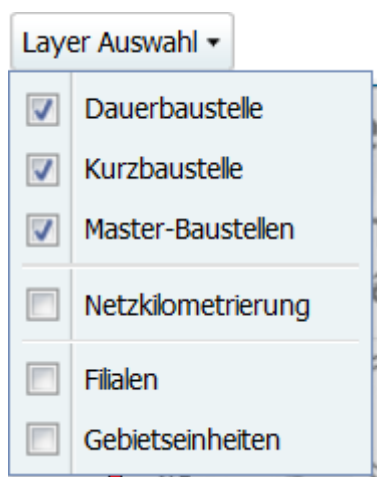 Layer Auswahl
Dauerbaustelle
Kurzbaustelle
Master-Baustellen
Netzkilometrierung
Filialen
Gebietseinheiten